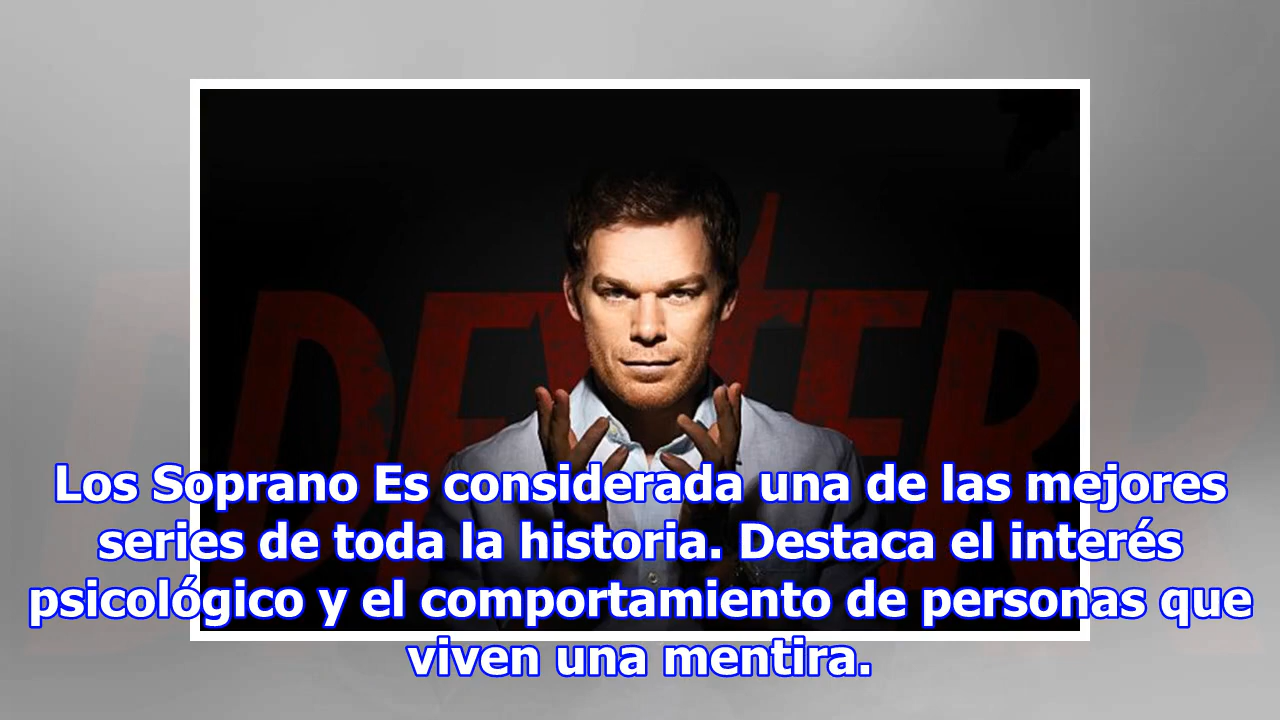 DEXTER
Los Soprano Es considerada una de las mejores
series de toda la historia. Destaca el interés
psicológico y el comportamiento de personas que
viven una mentira.